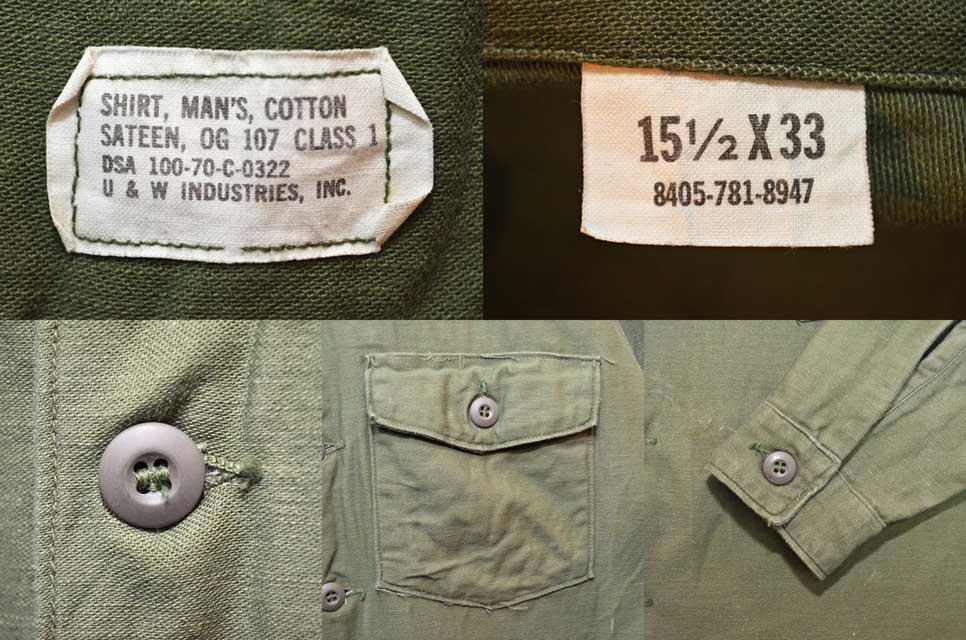 SHIRT, MAN'S, COTTON
SATEEN, OG 107 CLASS 1
DSA 100-70-C-0322
U & W INDUSTRIES, INC.
15½ X 33
8405-781-8947